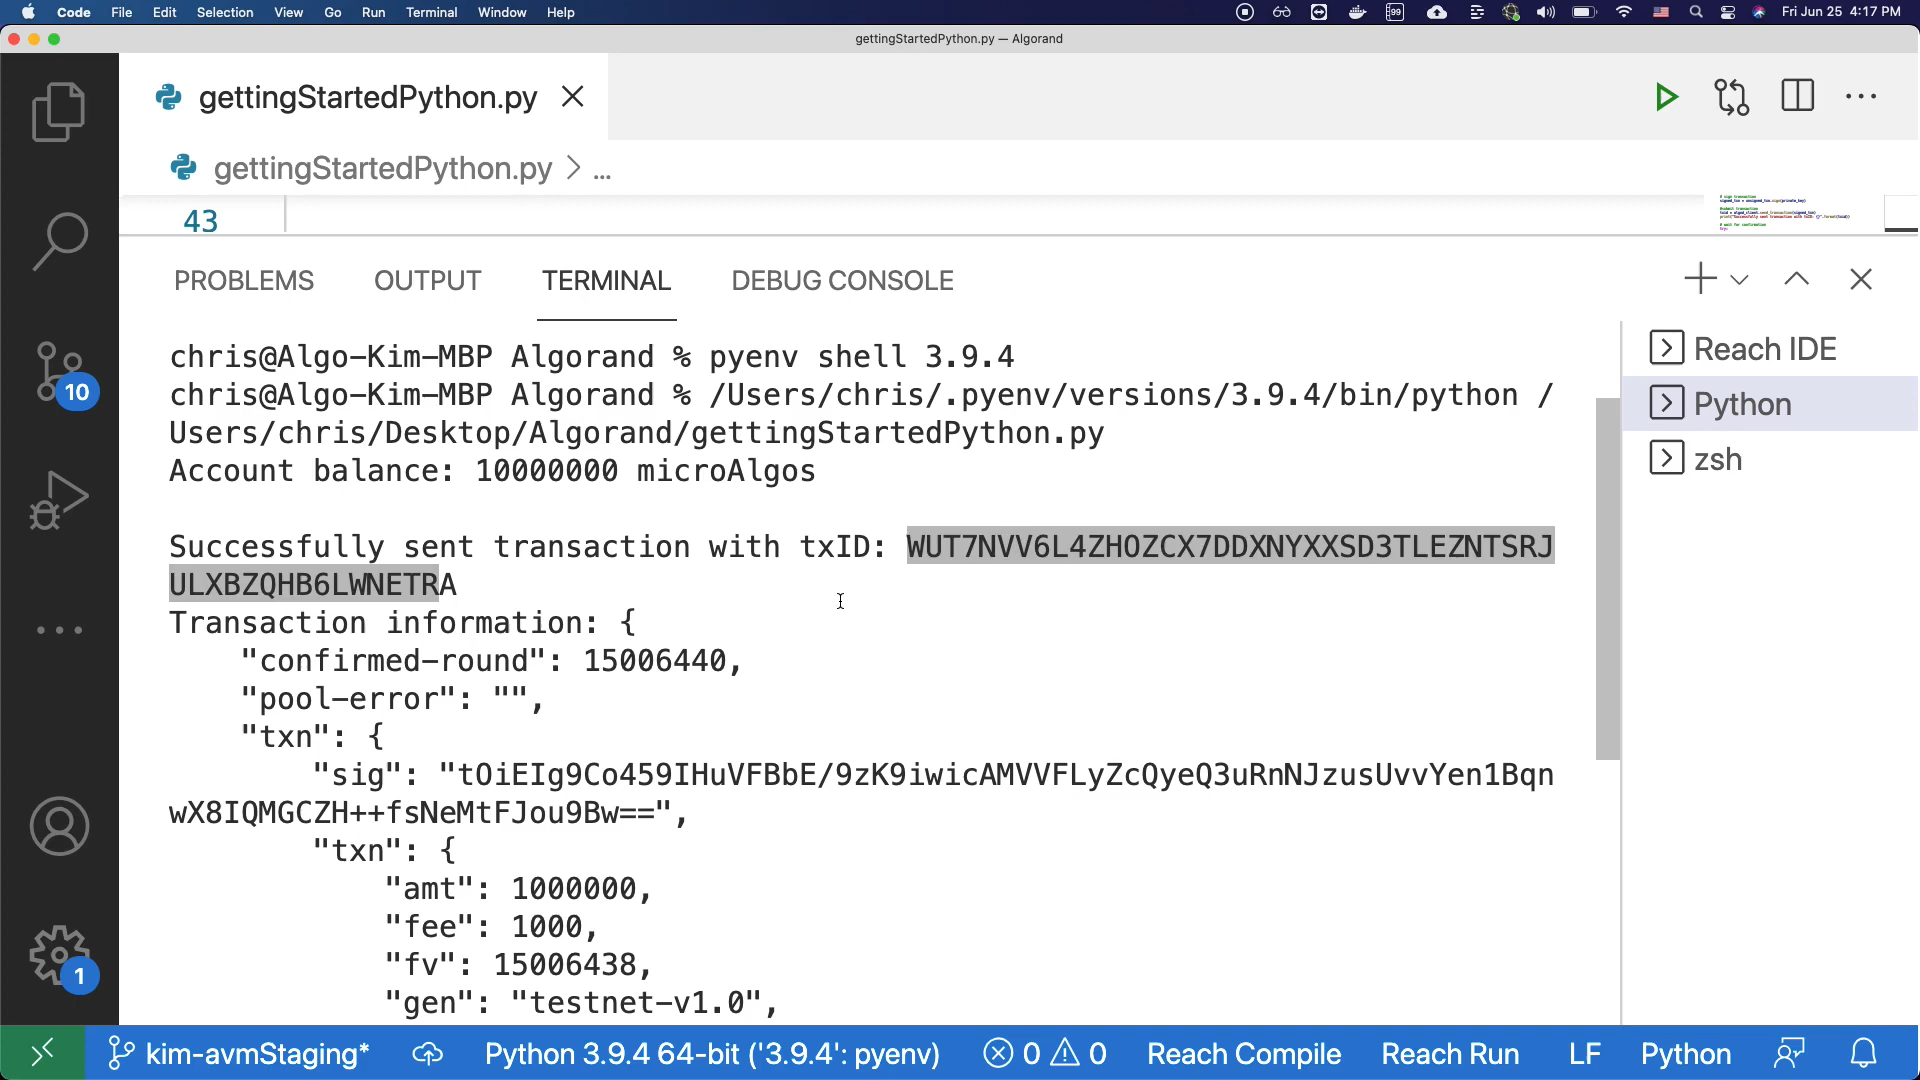 Code File Edit Selection View Go Run Terminal Window Help
99
Fri Jun 25 4:17 PM
gettingStartedPython.py — Algorand
gettingStartedPython.py
gettingStartedPython.py > ...
43
PROBLEMS OUTPUT TERMINAL DEBUG CONSOLE
chris@Algo-Kim-MBP Algorand % pyenv shell 3.9.4
chris@Algo-Kim-MBP Algorand % /Users/chris/.pyenv/versions/3.9.4/bin/python /
Users/chris/Desktop/Algorand/gettingStartedPython.py
Account balance: 10000000 microAlgos
Successfully sent transaction with txID: WUT7NVV6L4ZHOZCX7DDXNYXXSD3TLEZNTSRJ
ULXBZQHB6LWNETRA
Transaction information: {
"confirmed-round": 15006440,
"pool-error": "",
"txn": {
"sig": "tOiEIg9Co459IHuVFBbE/9zK9iwicAMVVFLyZcQyeQ3uRnNJzusUvvYen1Bqn
wX8IQMGCZH++fsNeMtFJou9Bw==",
"txn": {
"amt": 1000000,
"fee": 1000,
"fv": 15006438,
"gen": "testnet-v1.0",
Reach IDE
Python
zsh
10
1
kim-avmStaging* Python 3.9.4 64-bit ('3.9.4': pyenv) 0 0 Reach Compile Reach Run LF Python